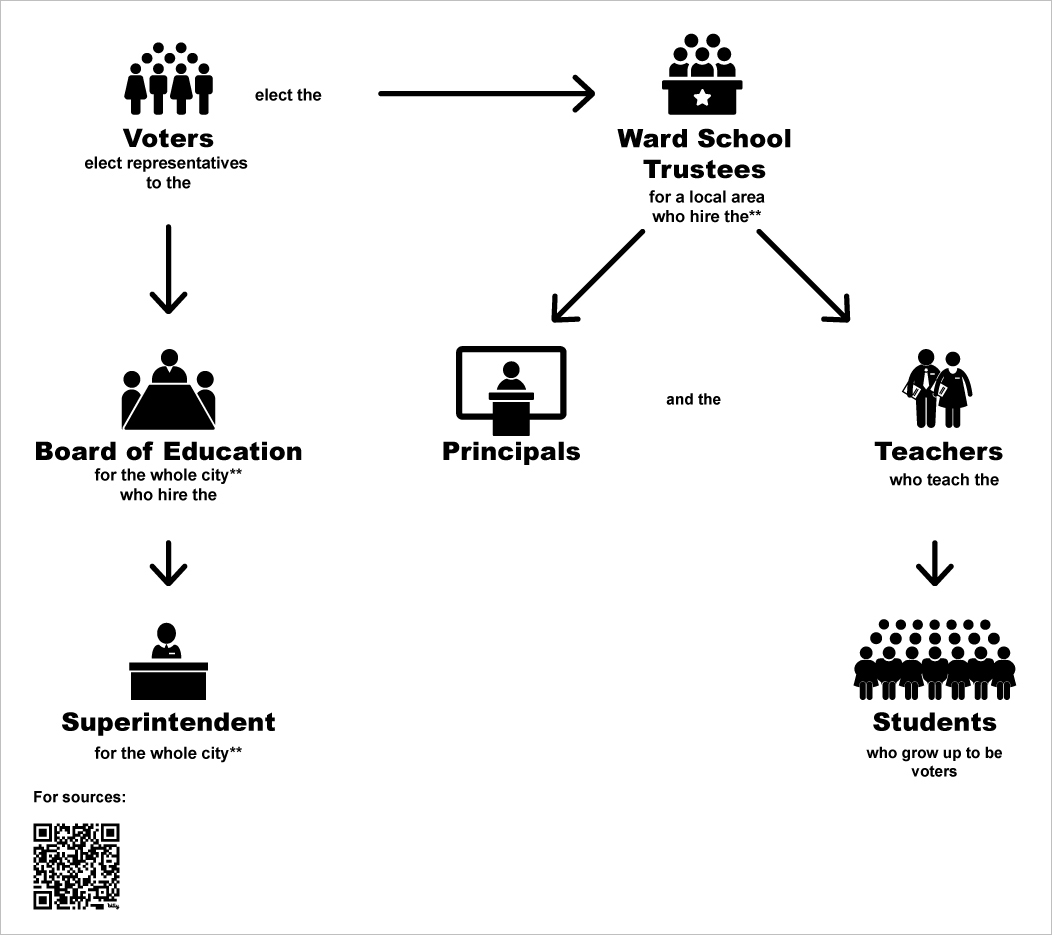 elect the
Voters
elect representatives
to the
Ward School
Trustees
for a local area
who hire the**
Board of Education
for the whole city**
who hire the
Principals
and the
Teachers
who teach the
Superintendent
for the whole city**
Students
who grow up to be
voters
For sources:
bitly